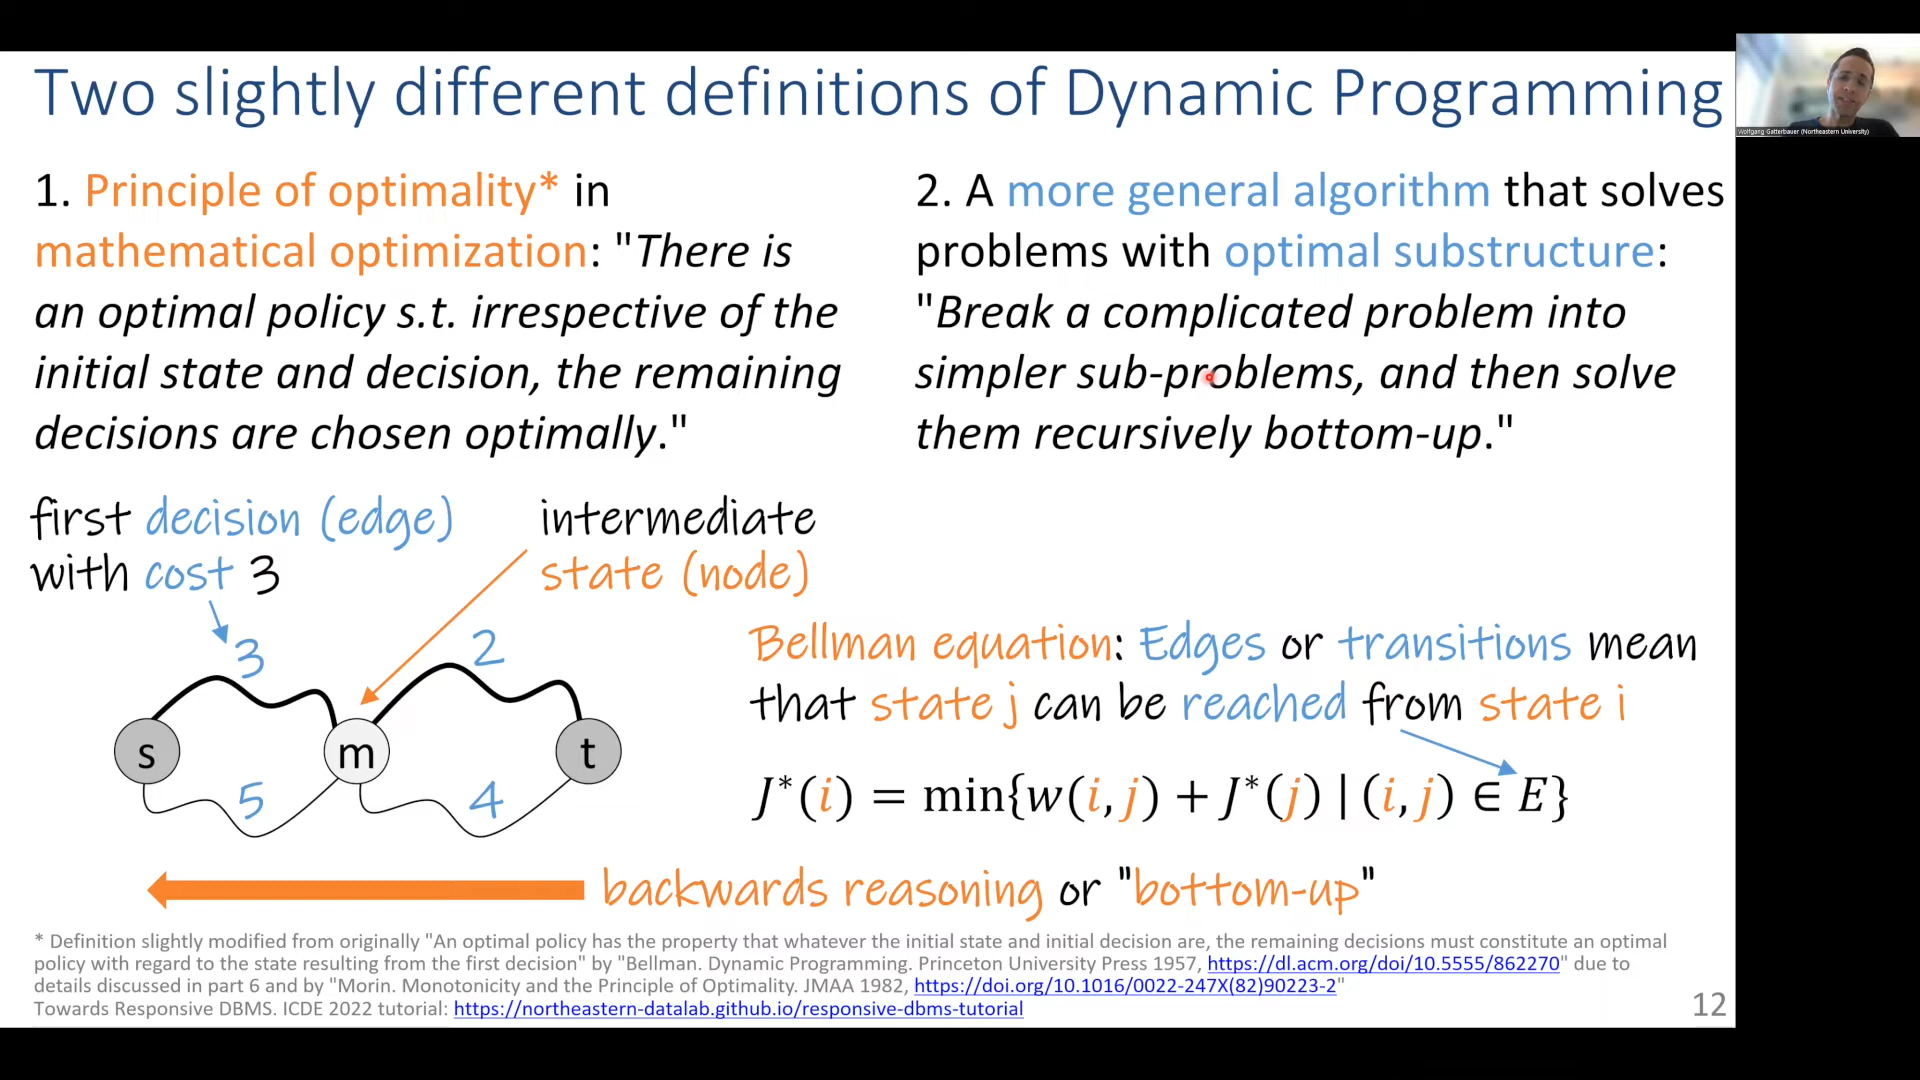 Two slightly different definitions of Dynamic Programming
Wolfgang Gatterbauer (Northeastern University)
1. Principle of optimality* in
mathematical optimization: "There is
an optimal policy s.t. irrespective of the
initial state and decision, the remaining
decisions are chosen optimally."
2. A more general algorithm that solves
problems with optimal substructure:
"Break a complicated problem into
simpler sub-problems, and then solve
them recursively bottom-up."
first decision (edge)
with cost 3
intermediate
state (node)
3
2
s
m
t
5
4
Bellman equation: Edges or transitions mean
that state j can be reached from state i
J*(i) = min{w(i,j) + J*(j) | (i,j) ∈ E}
backwards reasoning or "bottom-up"
* Definition slightly modified from originally "An optimal policy has the property that whatever the initial state and initial decision are, the remaining decisions must constitute an optimal
policy with regard to the state resulting from the first decision" by "Bellman. Dynamic Programming. Princeton University Press 1957, https://dl.acm.org/doi/10.5555/862270" due to
details discussed in part 6 and by "Morin. Monotonicity and the Principle of Optimality. JMAA 1982, https://doi.org/10.1016/0022-247X(82)90223-2"
Towards Responsive DBMS. ICDE 2022 tutorial: https://northeastern-datalab.github.io/responsive-dbms-tutorial
12